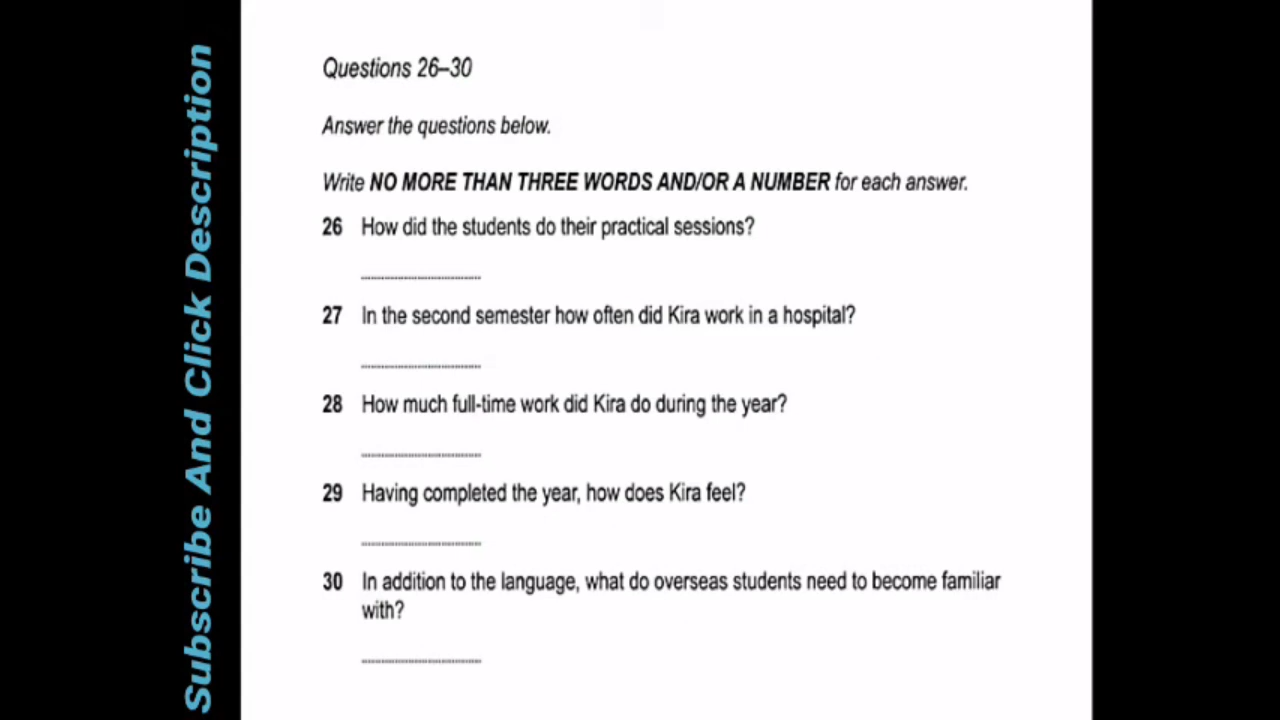 Subscribe And Click Description
Questions 26–30
Answer the questions below.
Write NO MORE THAN THREE WORDS AND/OR A NUMBER for each answer.
26 How did the students do their practical sessions?
27 In the second semester how often did Kira work in a hospital?
28 How much full-time work did Kira do during the year?
29 Having completed the year, how does Kira feel?
30 In addition to the language, what do overseas students need to become familiar
with?